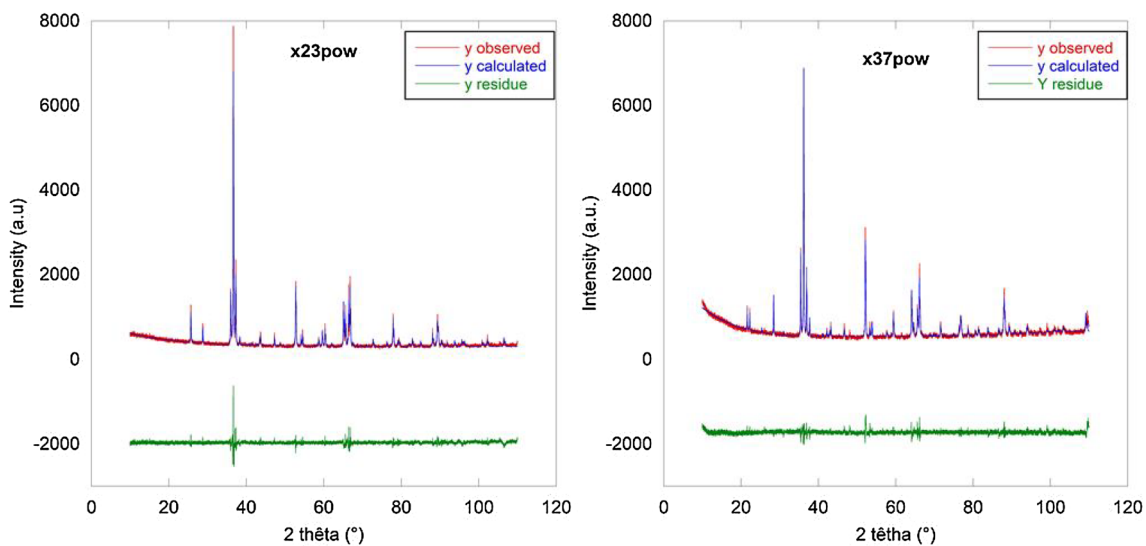 x23pow
y observed
y calculated
y residue
8000
6000
4000
2000
0
-2000
Intensity (a.u)
0 20 40 60 80 100 120
2 thêta (°)
x37pow
y observed
y calculated
Y residue
8000
6000
4000
2000
0
-2000
Intensity (a.u.)
0 20 40 60 80 100 120
2 têtha (°)